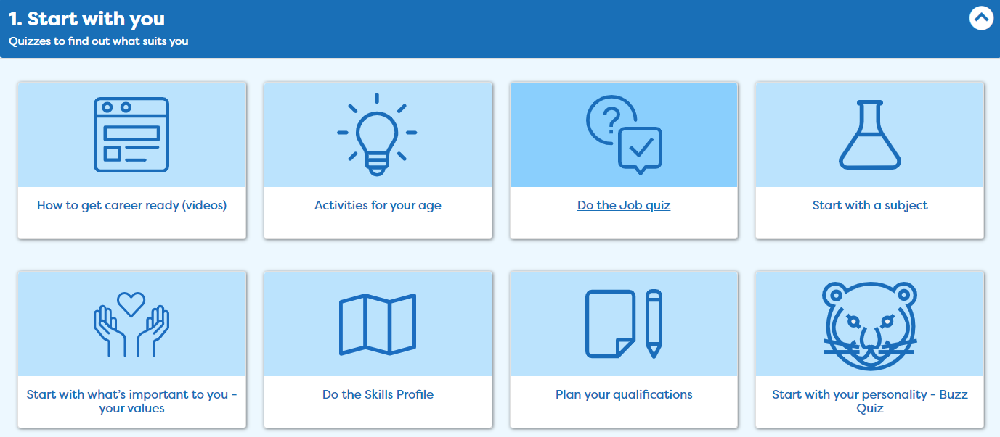 1. Start with you
Quizzes to find out what suits you
How to get career ready (videos)
Activities for your age
?
Do the Job quiz
Start with a subject
Start with what's important to you -
your values
Do the Skills Profile
Plan your qualifications
Start with your personality - Buzz
Quiz